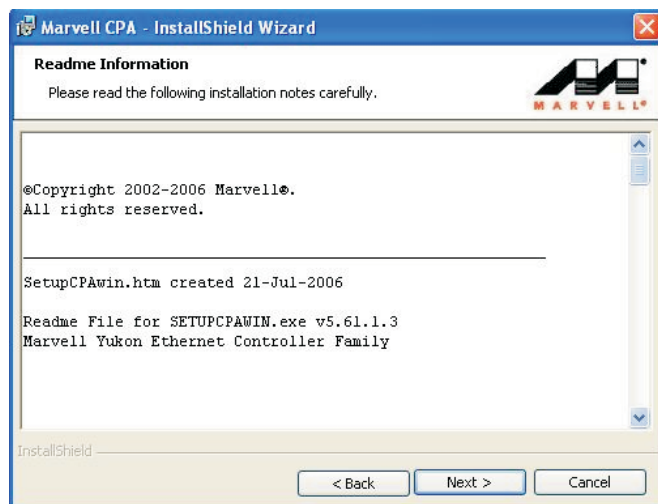 Marvell CPA - InstallShield Wizard
Readme Information
Please read the following installation notes carefully.
MARVELL®
©Copyright 2002-2006 Marvell®.
All rights reserved.
SetupCPAwin.htm created 21-Jul-2006
Readme File for SETUPCPAWIN.exe v5.61.1.3
Marvell Yukon Ethernet Controller Family
InstallShield
< Back
Next >
Cancel